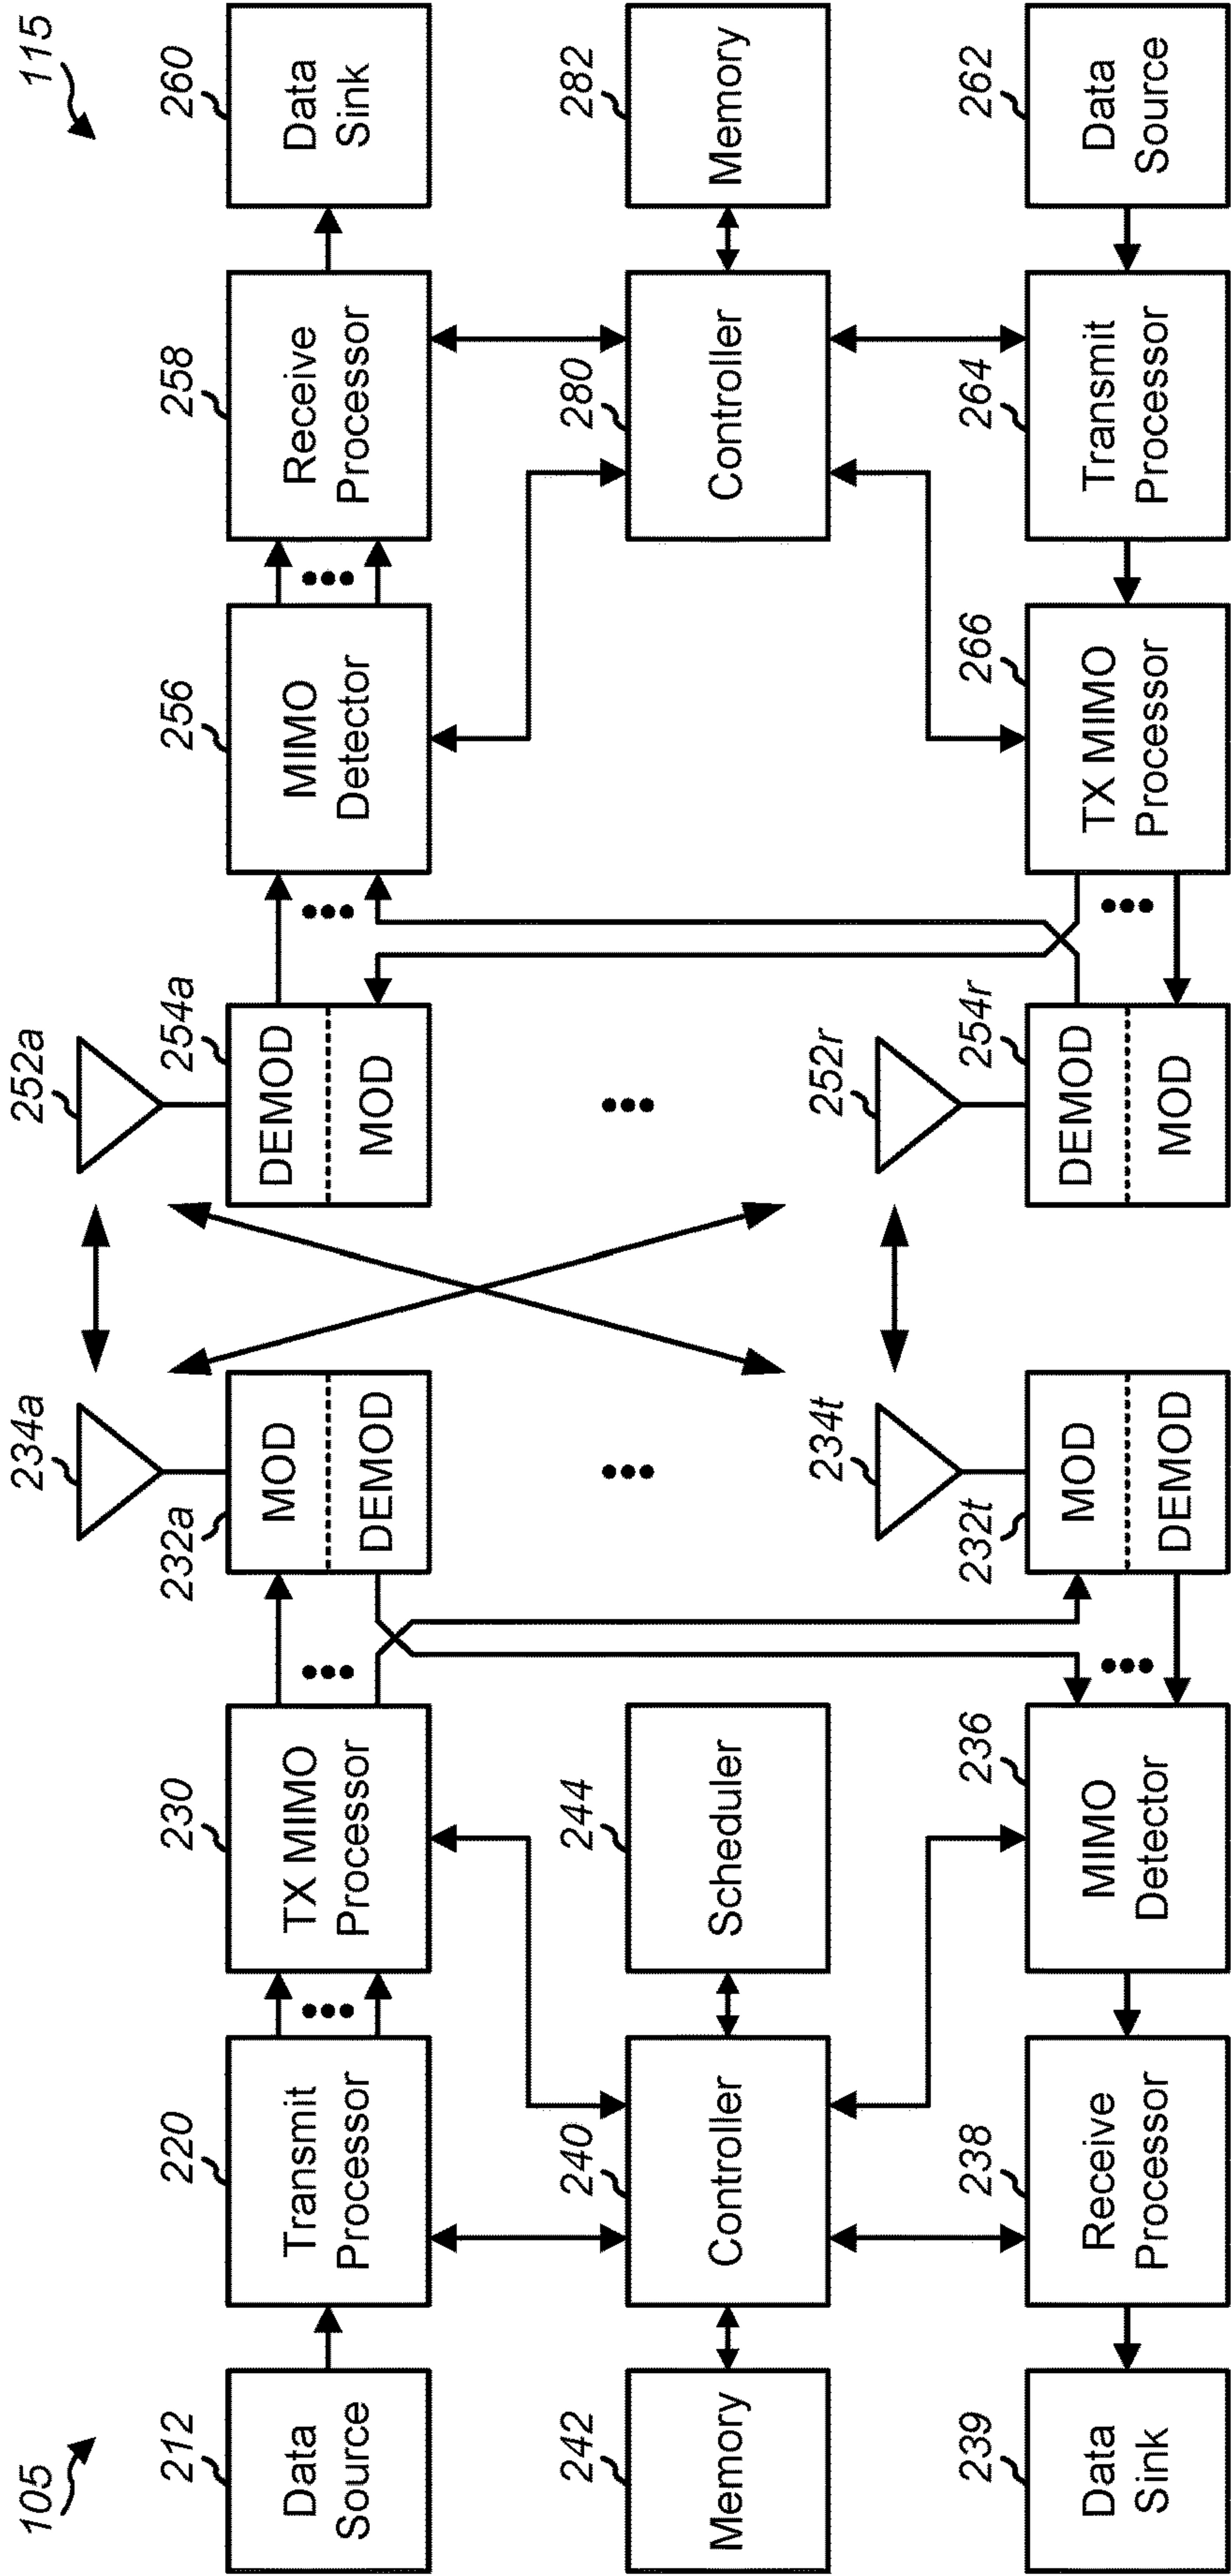 105
115
212
Data
Source
220
Transmit
Processor
230
TX MIMO
Processor
232a
MOD
DEMOD
234a
252a
254a
DEMOD
MOD
256
MIMO
Detector
258
Receive
Processor
260
Data
Sink
242
Memory
240
Controller
244
Scheduler
280
Controller
282
Memory
239
Data
Sink
238
Receive
Processor
236
MIMO
Detector
232t
MOD
DEMOD
234t
252r
254r
DEMOD
MOD
266
TX MIMO
Processor
264
Transmit
Processor
262
Data
Source